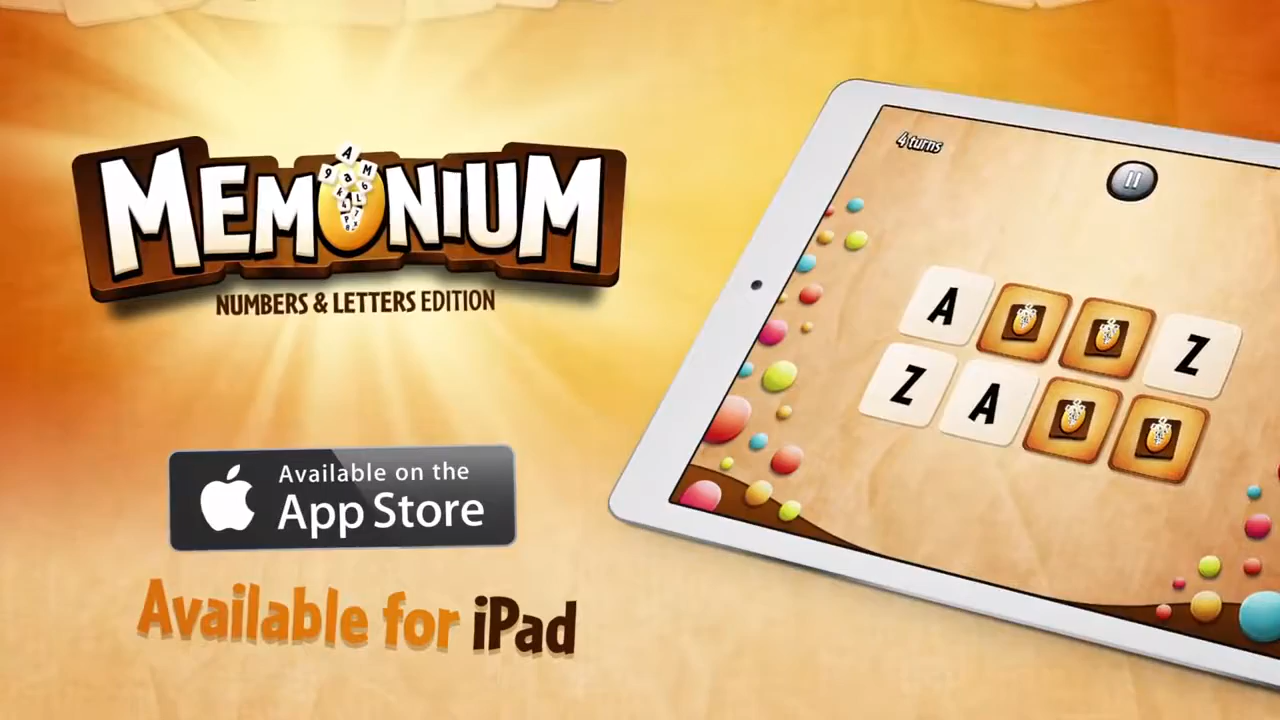 MEMONIUM
NUMBERS & LETTERS EDITION
Available on the
App Store
Available for iPad
4 turns
A Z
Z A